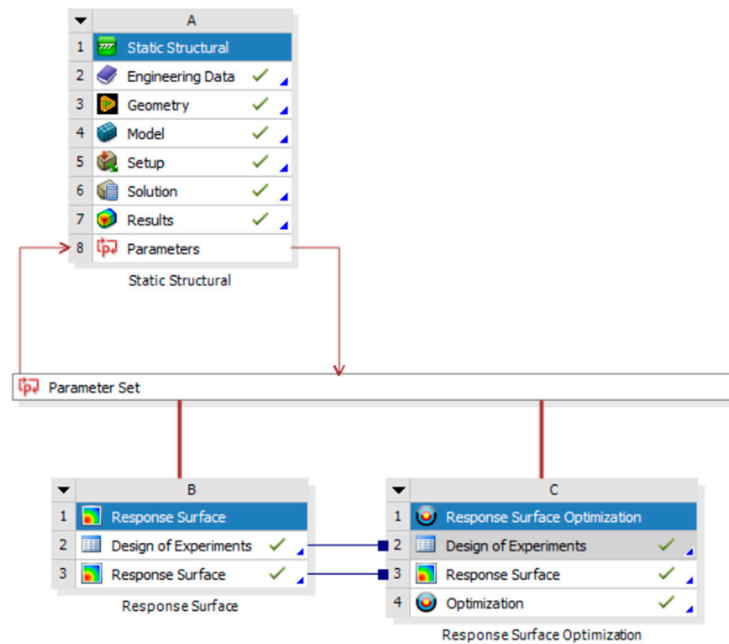 A
1 Static Structural
2 Engineering Data
3 Geometry
4 Model
5 Setup
6 Solution
7 Results
8 Parameters
Static Structural
Parameter Set
B
1 Response Surface
2 Design of Experiments
3 Response Surface
Response Surface
C
1 Response Surface Optimization
2 Design of Experiments
3 Response Surface
4 Optimization
Response Surface Optimization